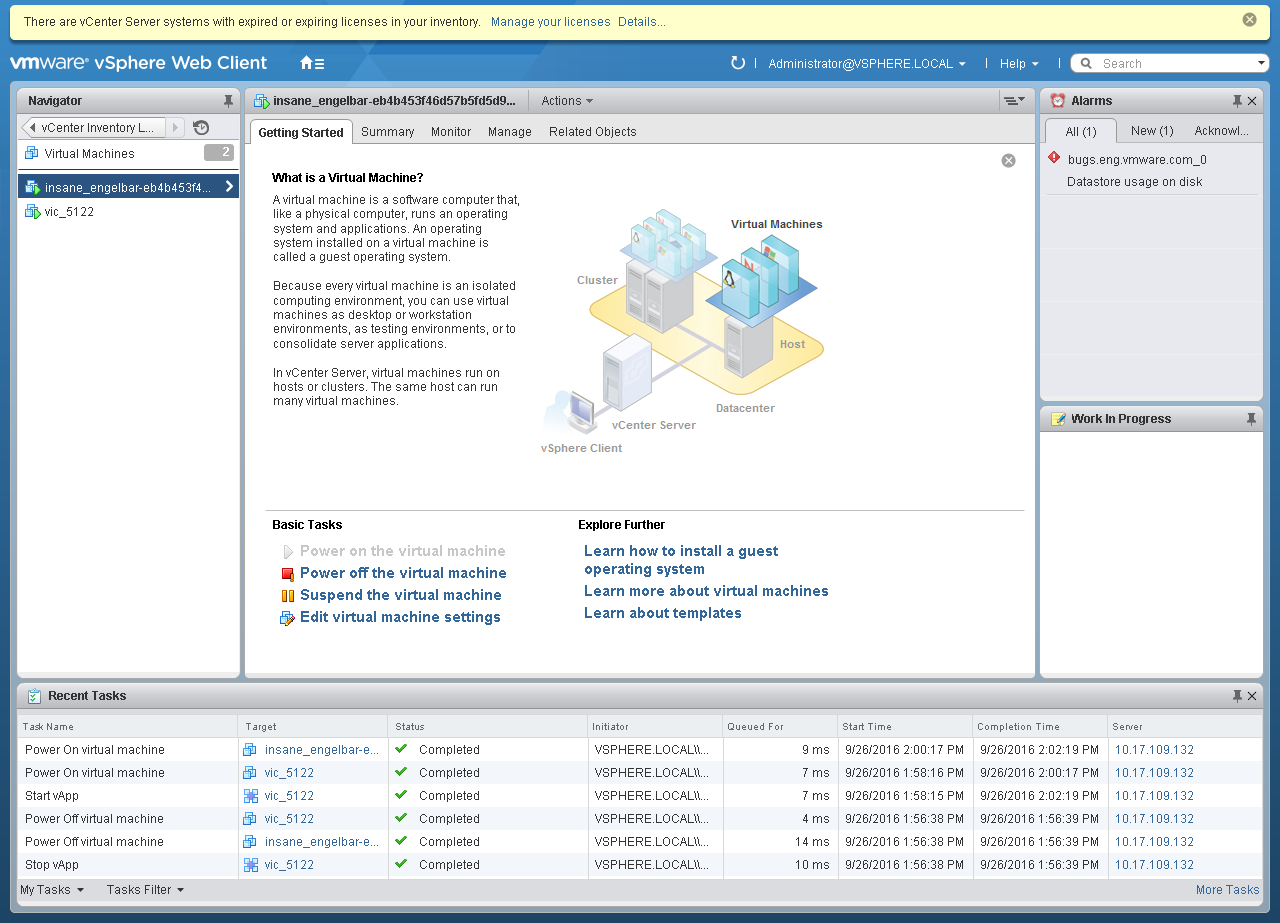 There are vCenter Server systems with expired or expiring licenses in your inventory. Manage your licenses Details...
vmware® vSphere Web Client
Administrator@VSPHERE.LOCAL
Help
Search
Navigator
vCenter Inventory L...
Virtual Machines 2
insane_engelbar-eb4b453f4...
vic_5122
insane_engelbar-eb4b453f46d57b5fd5d9...
Actions
Getting Started Summary Monitor Manage Related Objects
What is a Virtual Machine?
A virtual machine is a software computer that,
like a physical computer, runs an operating
system and applications. An operating
system installed on a virtual machine is
called a guest operating system.
Because every virtual machine is an isolated
computing environment, you can use virtual
machines as desktop or workstation
environments, as testing environments, or to
consolidate server applications.
In vCenter Server, virtual machines run on
hosts or clusters. The same host can run
many virtual machines.
Virtual Machines
Cluster
Host
Datacenter
vCenter Server
vSphere Client
Basic Tasks
Power on the virtual machine
Power off the virtual machine
Suspend the virtual machine
Edit virtual machine settings
Explore Further
Learn how to install a guest
operating system
Learn more about virtual machines
Learn about templates
Alarms
All (1) New (1) Acknowl...
bugs.eng.vmware.com_0
Datastore usage on disk
Work In Progress
Recent Tasks
Task Name Target Status Initiator Queued For Start Time Completion Time Server
Power On virtual machine insane_engelbar-e... Completed VSPHERE.LOCAL\\... 9 ms 9/26/2016 2:00:17 PM 9/26/2016 2:02:19 PM 10.17.109.132
Power On virtual machine vic_5122 Completed VSPHERE.LOCAL\\... 7 ms 9/26/2016 1:58:16 PM 9/26/2016 2:00:17 PM 10.17.109.132
Start vApp vic_5122 Completed VSPHERE.LOCAL\\... 7 ms 9/26/2016 1:58:15 PM 9/26/2016 2:02:19 PM 10.17.109.132
Power Off virtual machine vic_5122 Completed VSPHERE.LOCAL\\... 4 ms 9/26/2016 1:56:38 PM 9/26/2016 1:56:39 PM 10.17.109.132
Power Off virtual machine insane_engelbar-e... Completed VSPHERE.LOCAL\\... 14 ms 9/26/2016 1:56:38 PM 9/26/2016 1:56:39 PM 10.17.109.132
Stop vApp vic_5122 Completed VSPHERE.LOCAL\\... 10 ms 9/26/2016 1:56:38 PM 9/26/2016 1:56:39 PM 10.17.109.132
My Tasks Tasks Filter More Tasks